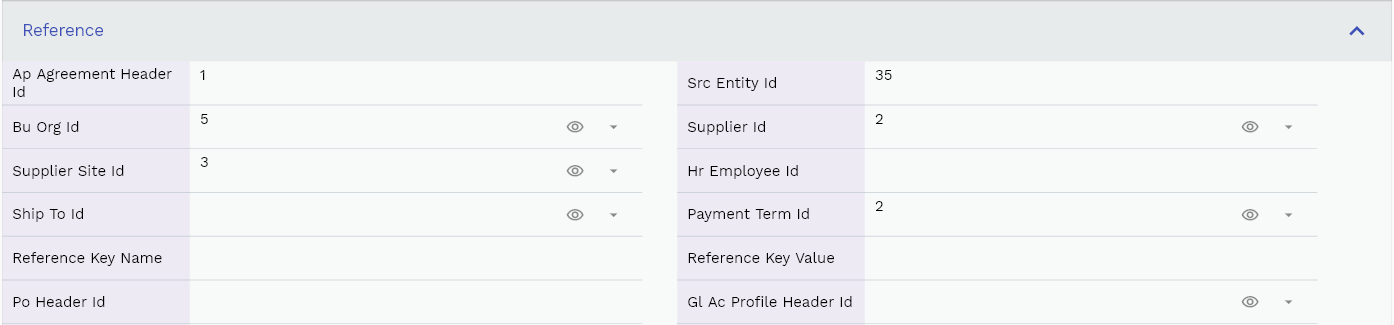 Reference
Ap Agreement Header
Id
1
Src Entity Id
35
Bu Org Id
5
Supplier Id
2
Supplier Site Id
3
Hr Employee Id
Ship To Id
Payment Term Id
2
Reference Key Name
Reference Key Value
Po Header Id
Gl Ac Profile Header Id